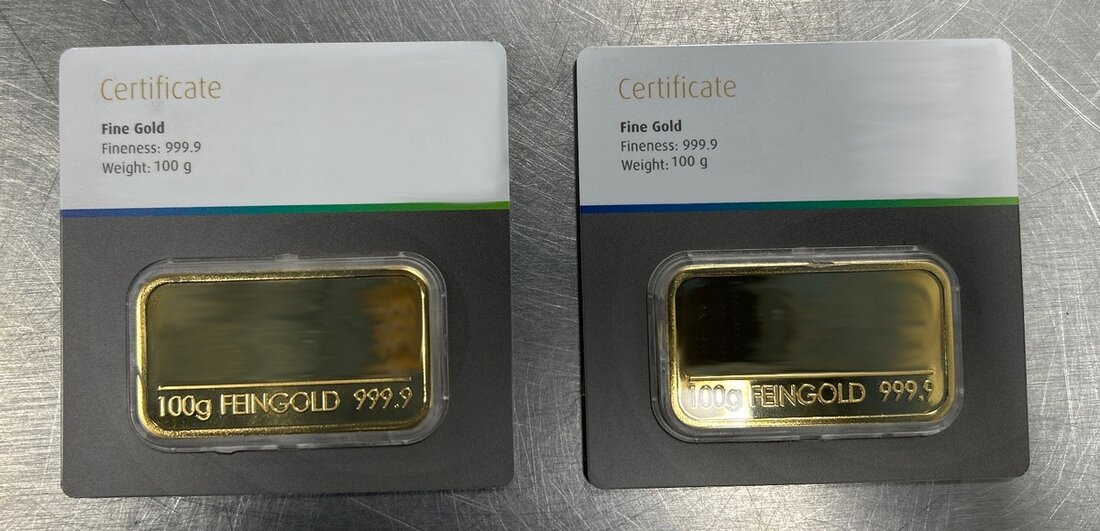 Certificate
Fine Gold
Fineness: 999.9
Weight: 100 g
100g FEINGOLD 999.9
Certificate
Fine Gold
Fineness: 999.9
Weight: 100 g
100g FEINGOLD 999.9